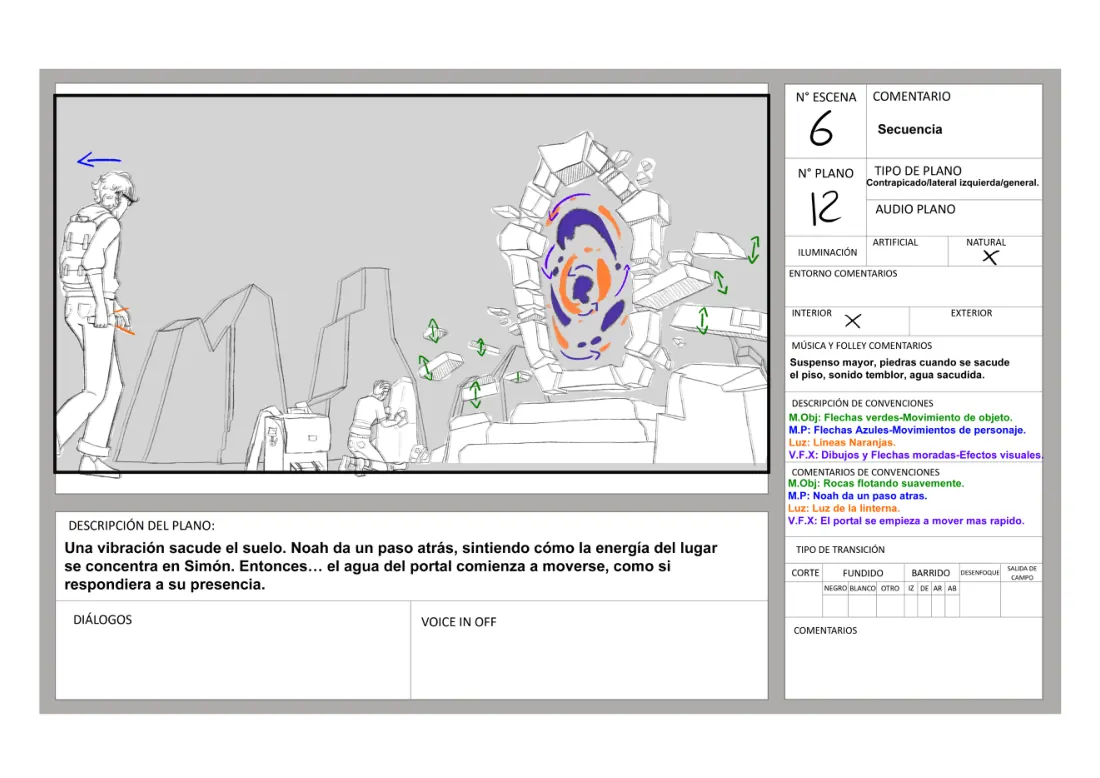 N° ESCENA
6
COMENTARIO
Secuencia
N° PLANO
12
TIPO DE PLANO
Contrapicado/lateral izquierda/general.
AUDIO PLANO
ILUMINACIÓN
ARTIFICIAL
NATURAL
X
ENTORNO COMENTARIOS
INTERIOR X
EXTERIOR
MÚSICA Y FOLLEY COMENTARIOS
Suspenso mayor, piedras cuando se sacude
el piso, sonido temblor, agua sacudida.
DESCRIPCIÓN DE CONVENCIONES
M.Obj: Flechas verdes-Movimiento de objeto.
M.P: Flechas Azules-Movimientos de personaje.
Luz: Lineas Naranjas.
V.F.X: Dibujos y Flechas moradas-Efectos visuales.
COMENTARIOS DE CONVENCIONES
M.Obj: Rocas flotando suavemente.
M.P: Noah da un paso atras.
Luz: Luz de la linterna.
V.F.X: El portal se empieza a mover mas rapido.
TIPO DE TRANSICIÓN
CORTE
FUNDIDO
BARRIDO
DESENFOQUE
SALIDA DE
CAMPO
NEGRO BLANCO OTRO IZ DE AR AB
COMENTARIOS
DESCRIPCIÓN DEL PLANO:
Una vibración sacude el suelo. Noah da un paso atrás, sintiendo cómo la energía del lugar
se concentra en Simón. Entonces… el agua del portal comienza a moverse, como si
respondiera a su presencia.
DIÁLOGOS
VOICE IN OFF